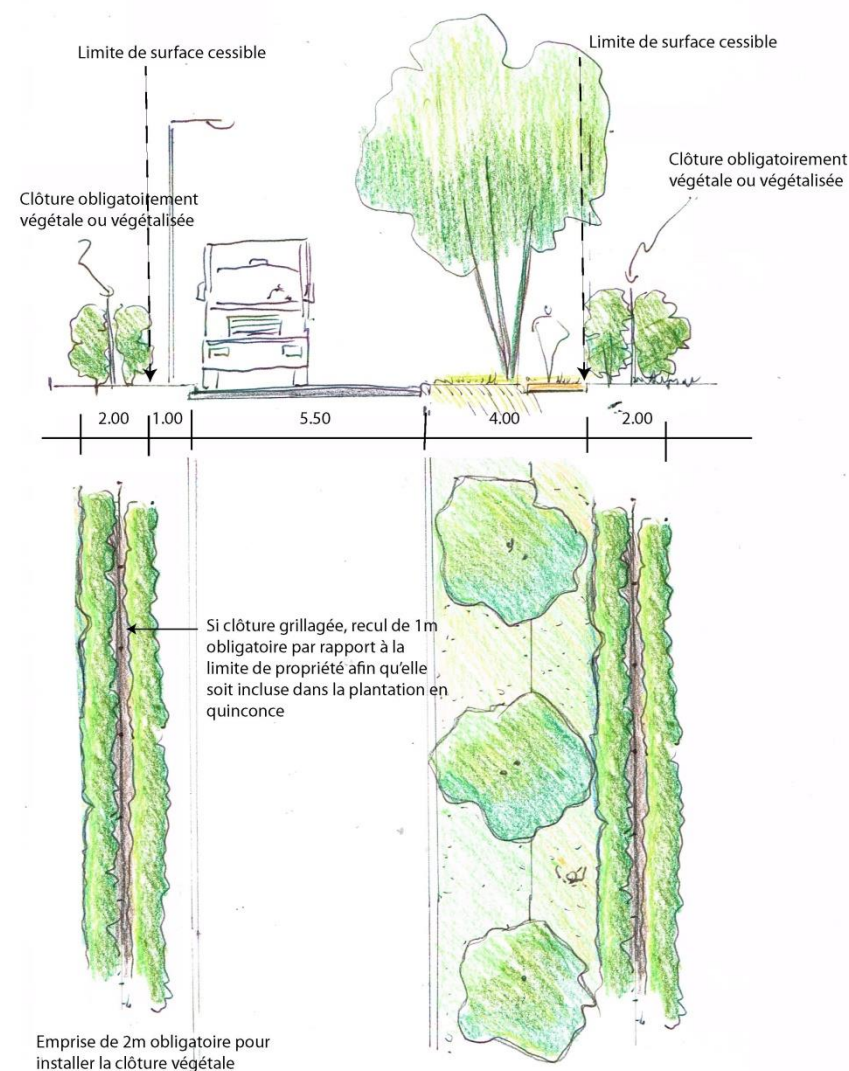 Limite de surface cessible
Limite de surface cessible
Clôture obligatoirement
végétale ou végétalisée
Clôture obligatoirement
végétale ou végétalisée
2.00 1.00 5.50 4.00 2.00
Si clôture grillagée, recul de 1m
obligatoire par rapport à la
limite de propriété afin qu'elle
soit incluse dans la plantation en
quinconce
Emprise de 2m obligatoire pour
installer la clôture végétale